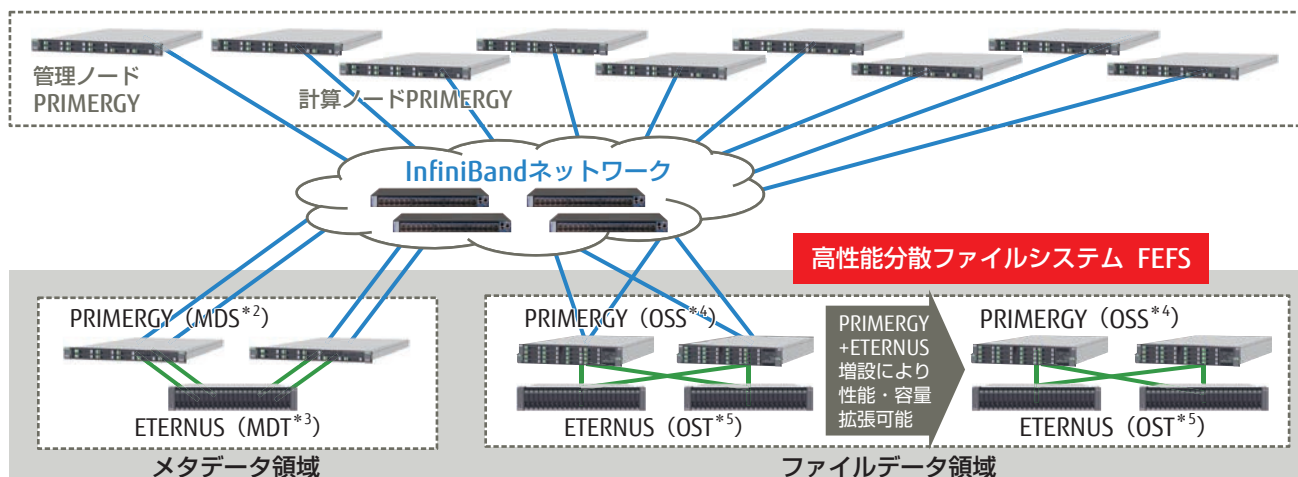 管理ノード
PRIMERGY
計算ノードPRIMERGY
InfiniBandネットワーク
高性能分散ファイルシステム FEFS
PRIMERGY（MDS*2）
ETERNUS（MDT*3）
メタデータ領域
PRIMERGY（OSS*4）
ETERNUS（OST*5）
PRIMERGY
+ETERNUS
増設により
性能・容量
拡張可能
PRIMERGY（OSS*4）
ETERNUS（OST*5）
ファイルデータ領域